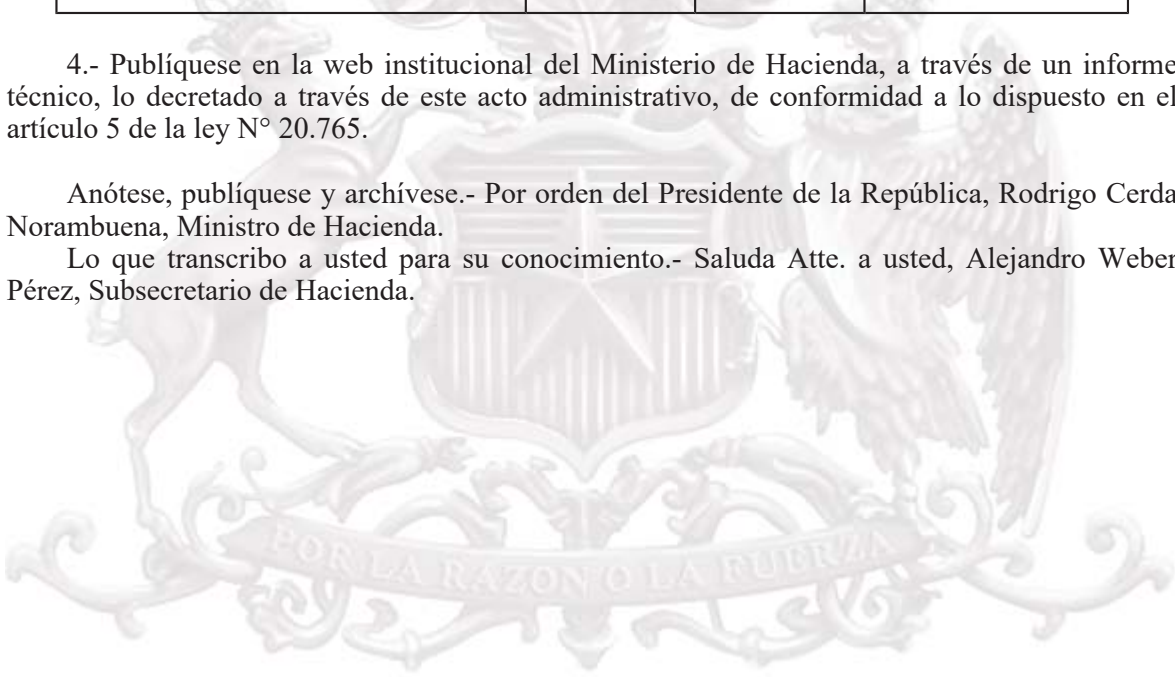 4.- Publíquese en la web institucional del Ministerio de Hacienda, a través de un informe
técnico, lo decretado a través de este acto administrativo, de conformidad a lo dispuesto en el
artículo 5 de la ley N° 20.765.
Anótese, publíquese y archívese.- Por orden del Presidente de la República, Rodrigo Cerda
Norambuena, Ministro de Hacienda.
Lo que transcribo a usted para su conocimiento.- Saluda Atte. a usted, Alejandro Weber
Pérez, Subsecretario de Hacienda.
POR LA RAZON O LA FUERZA